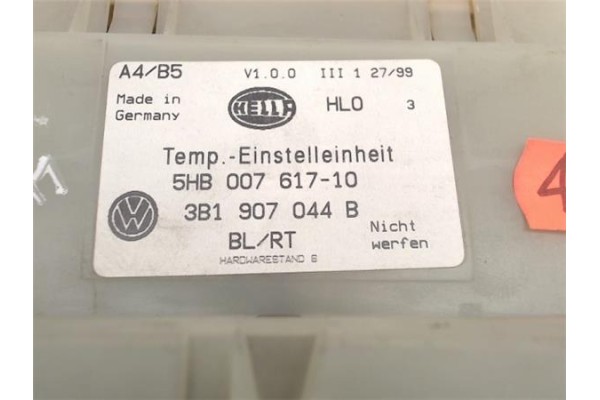 A4/B5 V1.0.0 III 1 27/99
Made in Germany HELLA HLO 3
Temp.-Einstelleinheit
5HB 007 617-10
VW 3B1 907 044 B
BL/RT Nicht werfen
HARDWARESTAND 6
4